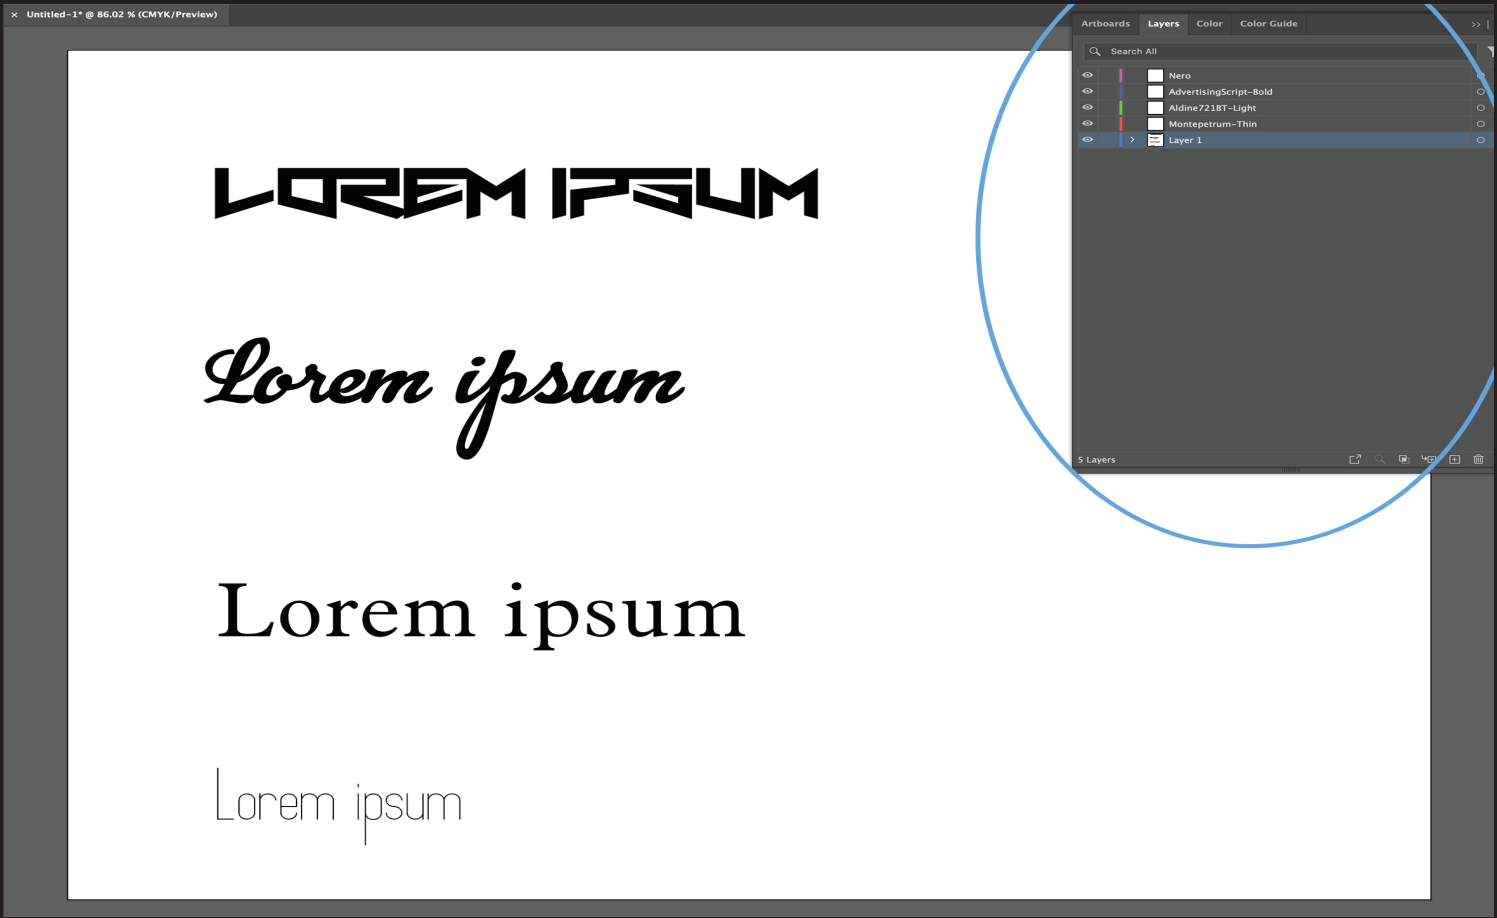 × Untitled-1* @ 86.02 % (CMYK/Preview)
Artboards Layers Color Color Guide >>
Search All
Nero
AdvertisingScript-Bold
Aldine721BT-Light
Montepetrum-Thin
Layer 1
5 Layers
LOREM IPSUM
Lorem ipsum
Lorem ipsum
Lorem ipsum